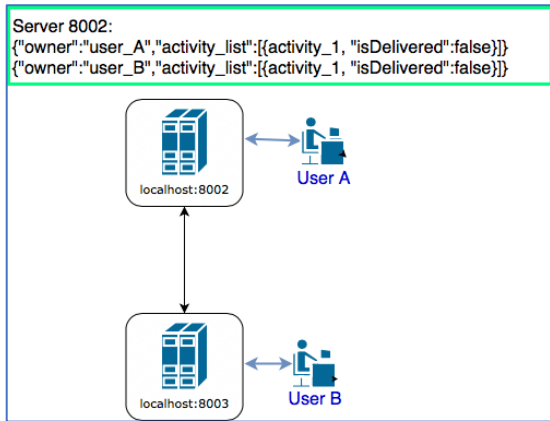 Server 8002:
{"owner":"user_A","activity_list":[{activity_1, "isDelivered":false}]}
{"owner":"user_B","activity_list":[{activity_1, "isDelivered":false}]}
localhost:8002
User A
localhost:8003
User B